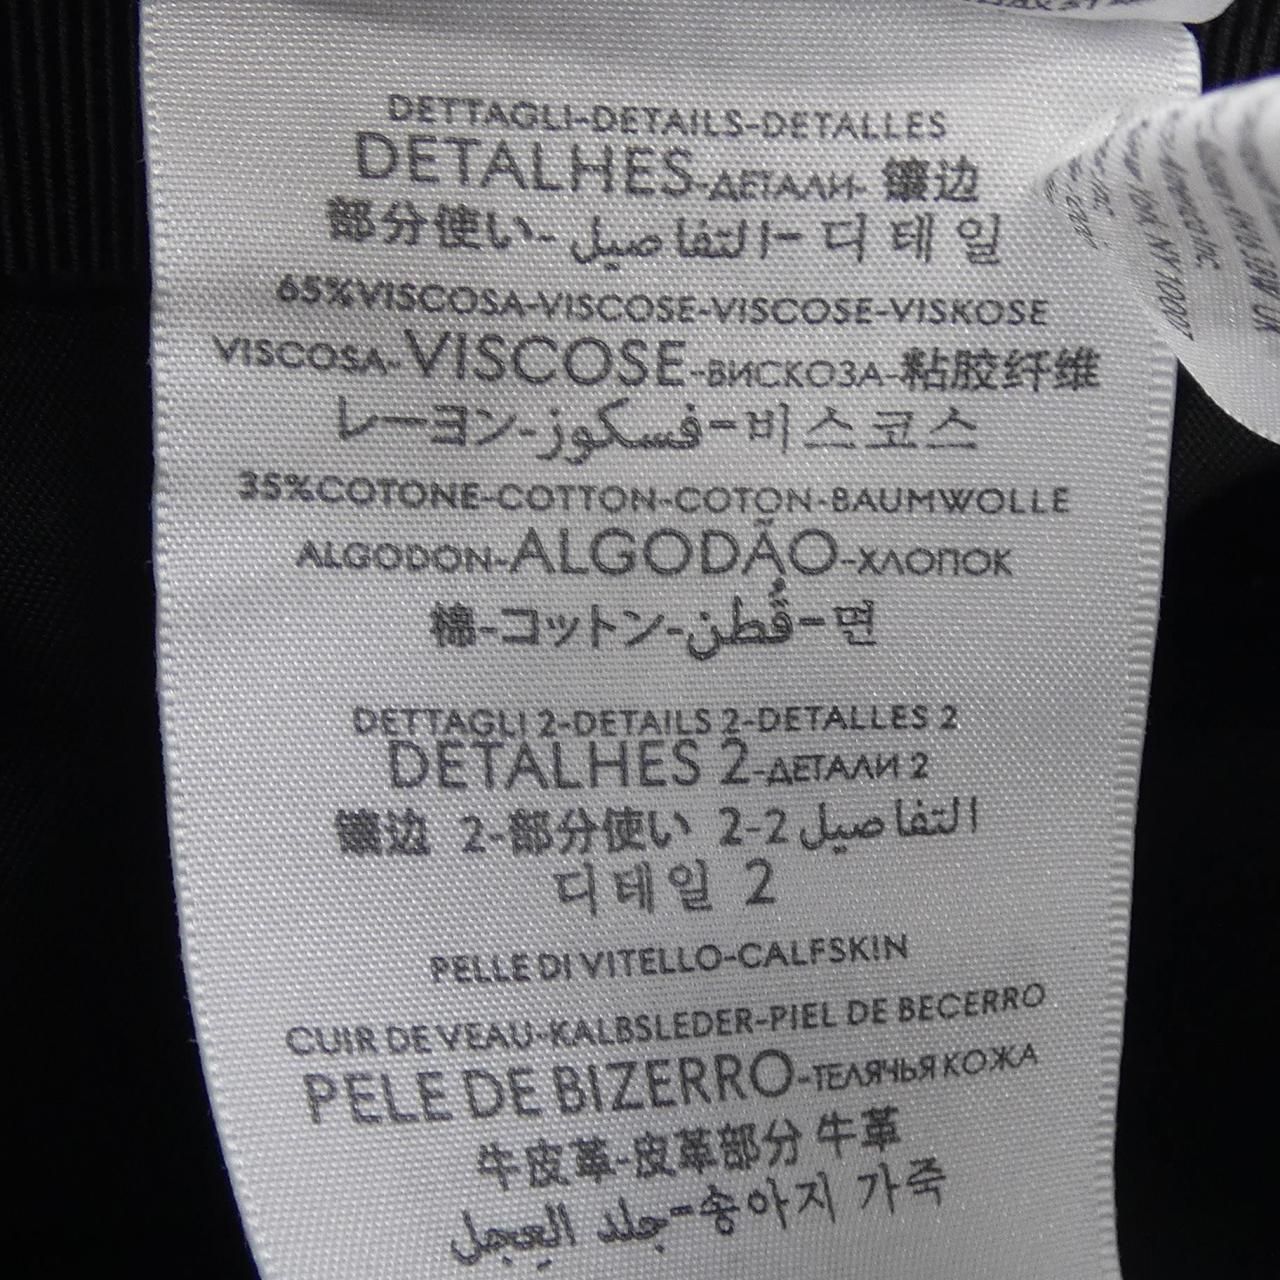 DETTAGLI-DETAILS-DETALLES
DETALHES-ДЕТАЛИ- 镶边
部分使い-التفاصيل-디 테 일
65%VISCOSA-VISCOSE-VISCOSE-VISKOSE
VISCOSA-VISCOSE-ВИСКОЗА-粘胶纤维
レーヨン-فسكوز-비 스 코 스
35%COTONE-COTTON-COTON-BAUMWOLLE
ALGODON-ALGODÃO-ХЛОПОК
棉-コットン-قُطن-면
DETTAGLI 2-DETAILS 2-DETALLES 2
DETALHES 2-ДЕТАЛИ 2
镶边 2-部分使い 2-2 التفاصيل
디 테 일 2
PELLE DI VITELLO-CALFSKIN
CUIR DE VEAU-KALBSLEDER-PIEL DE BECERRO
PELE DE BIZERRO-ТЕЛЯЧЬЯ КОЖА
牛皮革-皮革部分 牛革
جلد العِجل-송아지 가죽
NY 10007